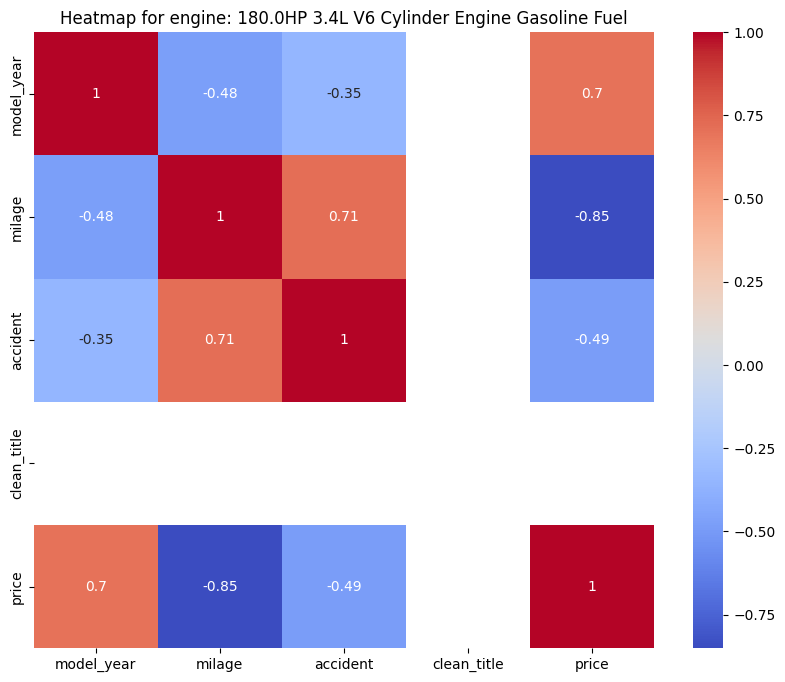 Heatmap for engine: 180.0HP 3.4L V6 Cylinder Engine Gasoline Fuel
model_year 1 -0.48 -0.35 0.7
milage -0.48 1 0.71 -0.85
accident -0.35 0.71 1 -0.49
clean_title
price 0.7 -0.85 -0.49 1
model_year milage accident clean_title price
1.00
0.75
0.50
0.25
0.00
−0.25
−0.50
−0.75